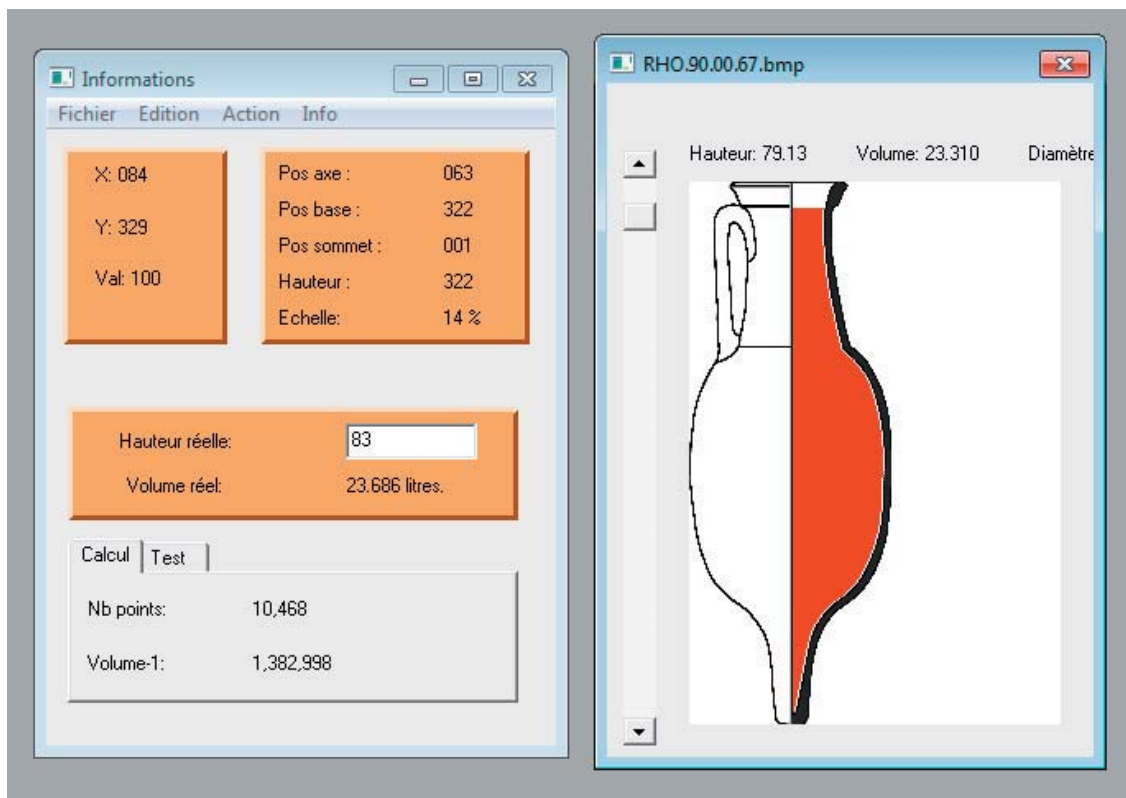 Informations
Fichier Edition Action Info
X: 084
Y: 329
Val: 100
Pos axe : 063
Pos base : 322
Pos sommet : 001
Hauteur : 322
Echelle: 14 %
Hauteur réelle: 83
Volume réel: 23.686 litres.
Calcul Test
Nb points: 10,468
Volume-1: 1,382,998
RHO.90.00.67.bmp
Hauteur: 79.13 Volume: 23.310 Diamètre